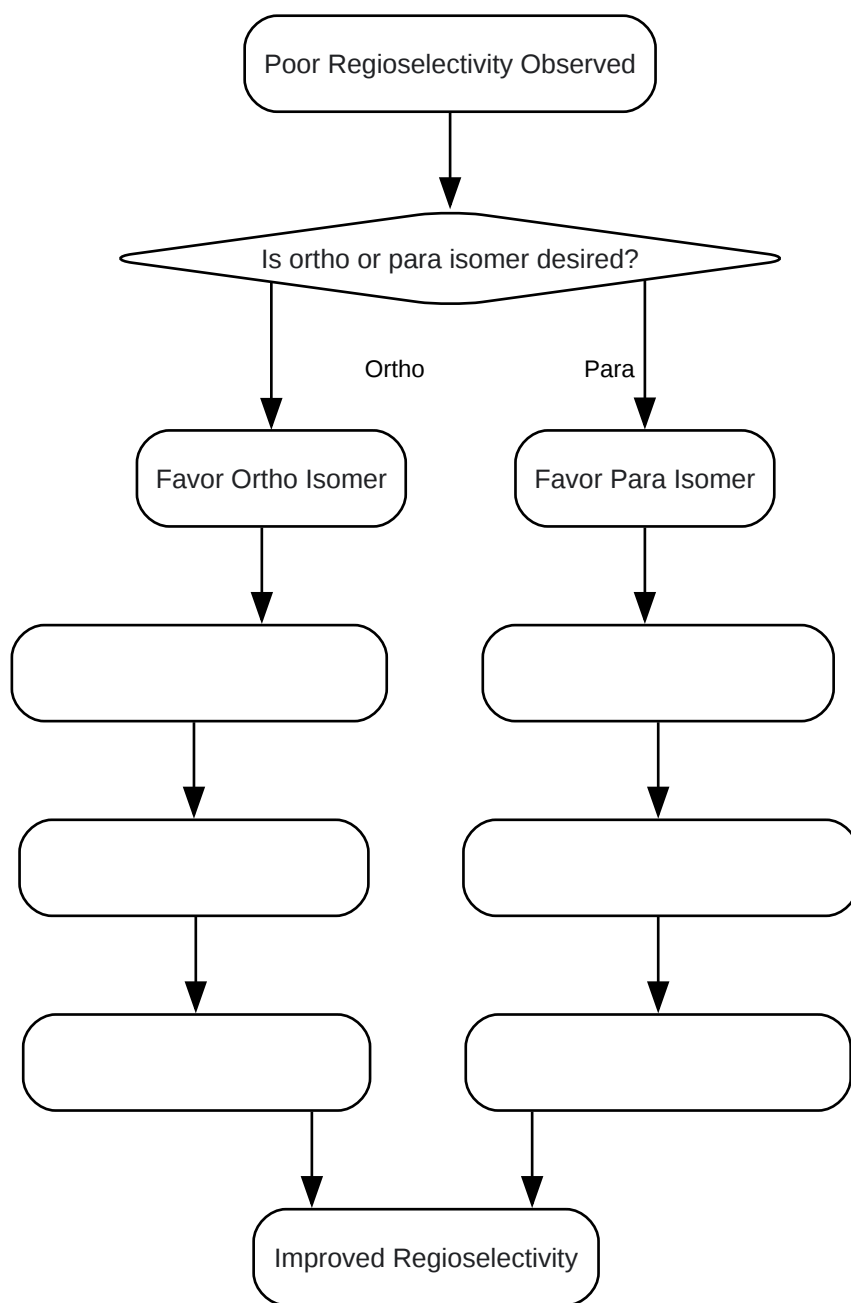 Poor Regioselectivity Observed
Is ortho or para isomer desired?
Ortho
Para
Favor Ortho Isomer
Favor Para Isomer
Improved Regioselectivity